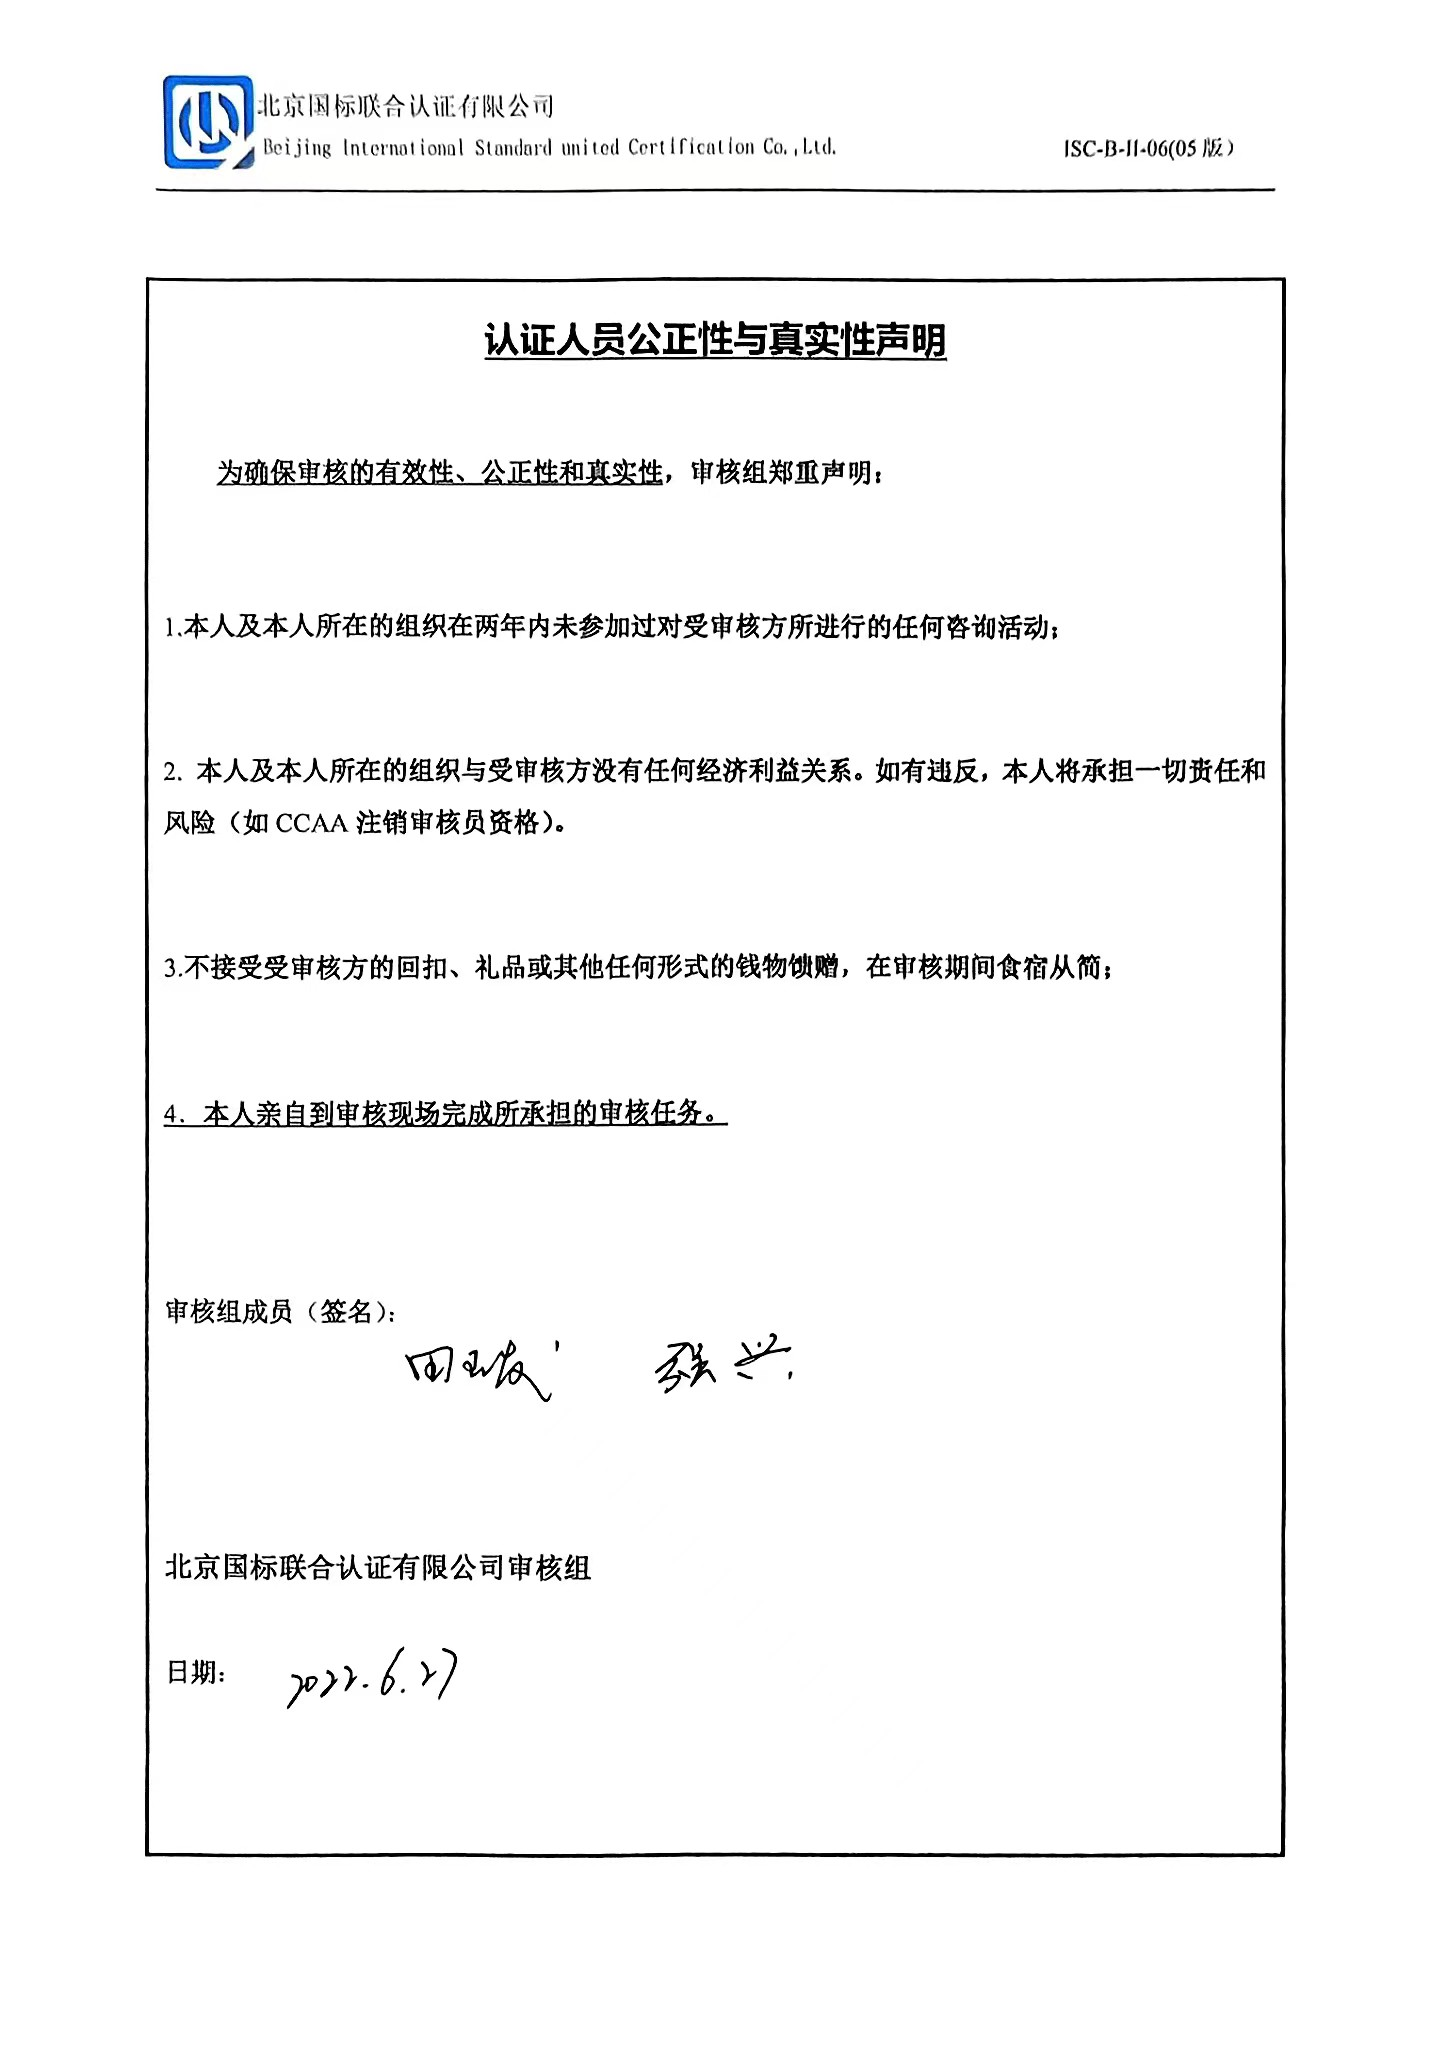 北京国标联合认证有限公司
Beijing International Standard united Certification Co.,Ltd.
ISC-B-II-06(05版)
认证人员公正性与真实性声明
为确保审核的有效性、公正性和真实性，审核组郑重声明：
1.本人及本人所在的组织在两年内未参加过对受审核方所进行的任何咨询活动；
2. 本人及本人所在的组织与受审核方没有任何经济利益关系。如有违反，本人将承担一切责任和
风险（如 CCAA 注销审核员资格）。
3.不接受受审核方的回扣、礼品或其他任何形式的钱物馈赠，在审核期间食宿从简；
4. 本人亲自到审核现场完成所承担的审核任务。
审核组成员（签名）：
张兴
北京国标联合认证有限公司审核组
日期： 2022.6.27